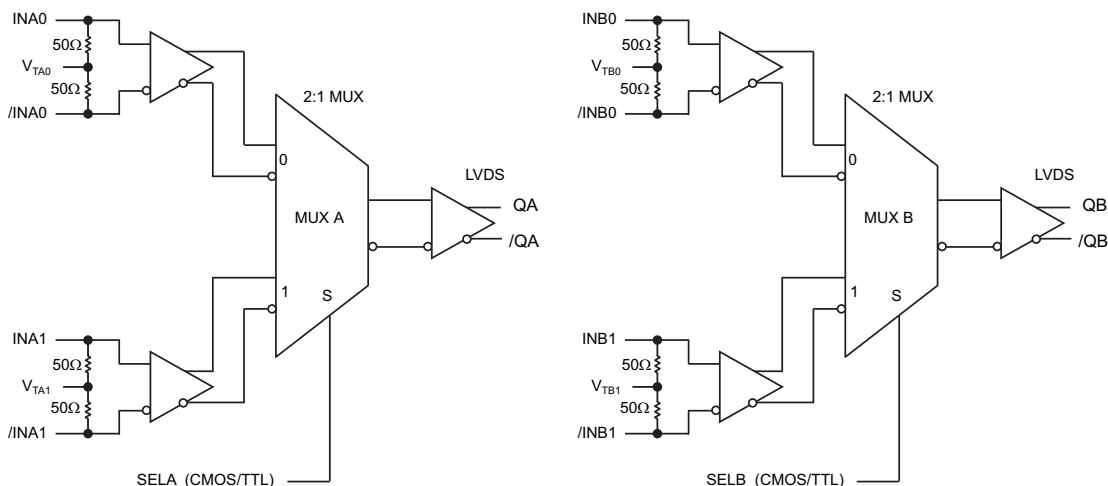 INA0
50Ω
VTA0
50Ω
/INA0
2:1 MUX
0
MUX A
1
S
LVDS
QA
/QA
INA1
50Ω
VTA1
50Ω
/INA1
SELA (CMOS/TTL)
INB0
50Ω
VTB0
50Ω
/INB0
2:1 MUX
0
MUX B
1
S
LVDS
QB
/QB
INB1
50Ω
VTB1
50Ω
/INB1
SELB (CMOS/TTL)